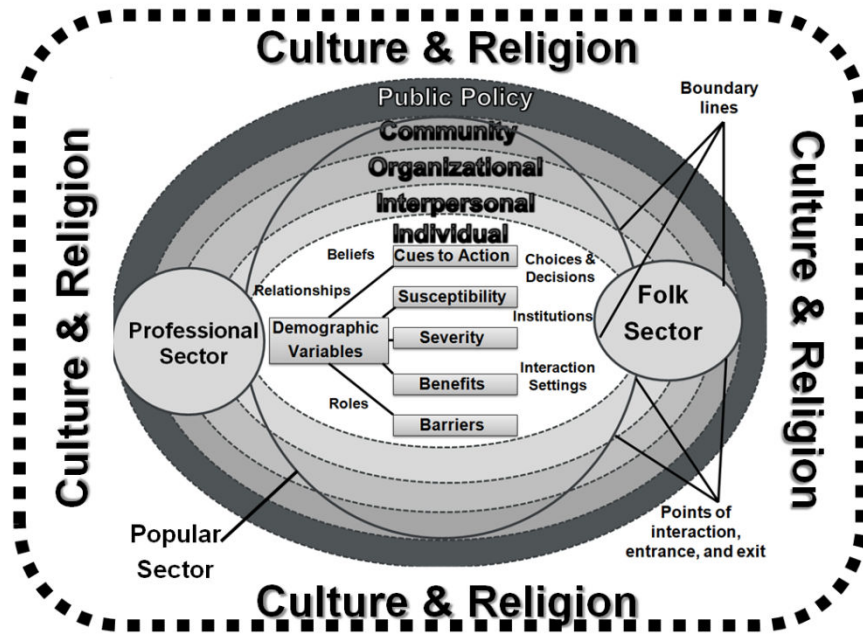 Culture & Religion
Culture & Religion
Culture & Religion
Public Policy
Community
Organizational
Interpersonal
Individual
Boundary
lines
Beliefs
Cues to Action
Choices &
Decisions
Relationships
Susceptibility
Institutions
Professional
Sector
Demographic
Variables
Severity
Folk
Sector
Benefits
Interaction
Settings
Roles
Barriers
Popular
Sector
Points of
interaction,
entrance, and exit
Culture & Religion